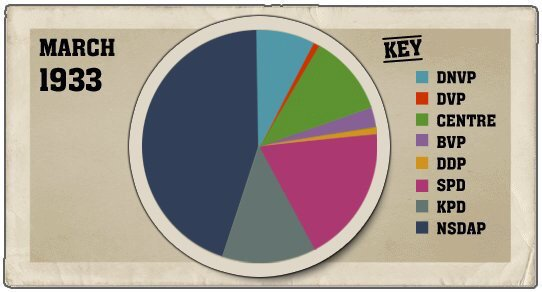 MARCH
1933
KEY
DNVP
DVP
CENTRE
BVP
DDP
SPD
KPD
NSDAP